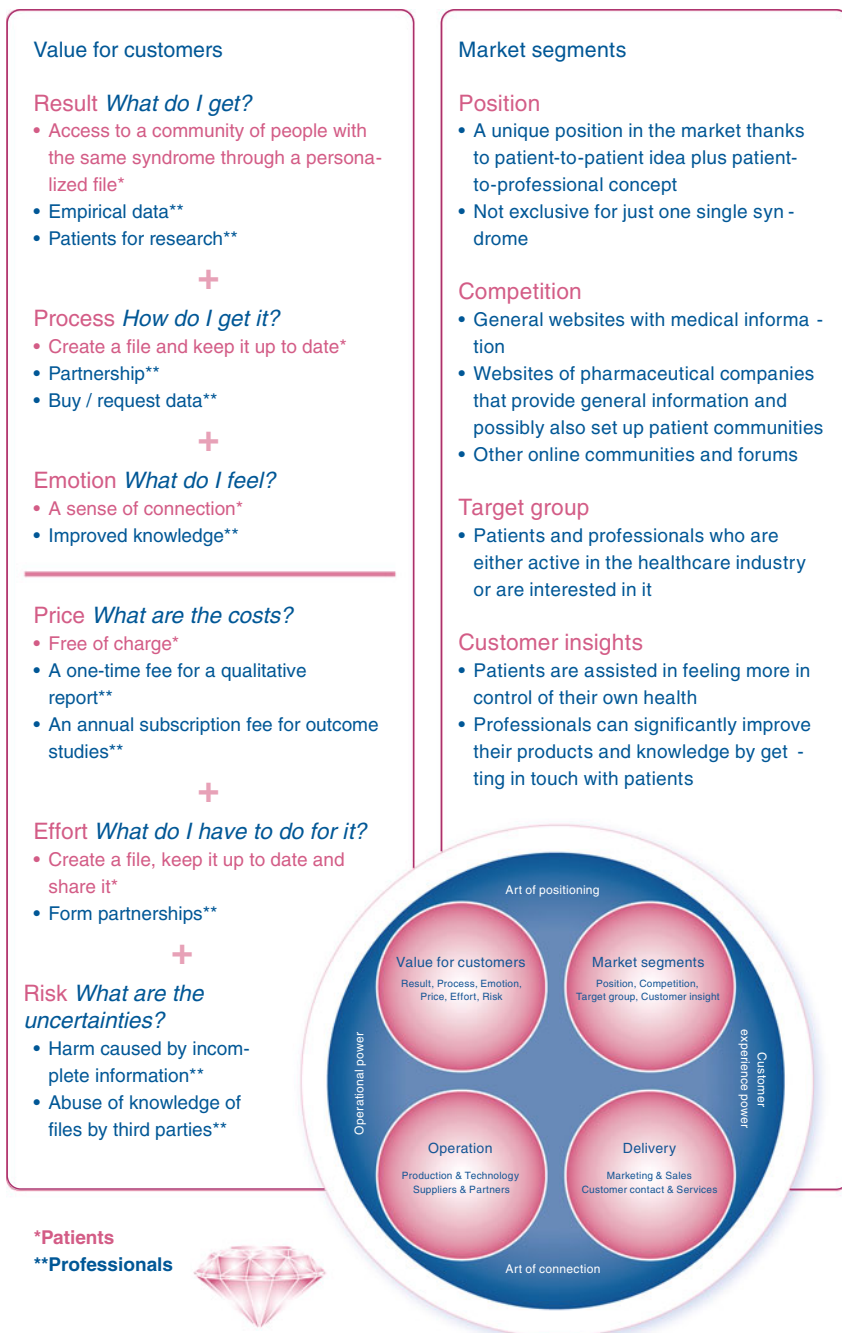 Value for customers
Result What do I get?
• Access to a community of people with
the same syndrome through a persona-
lized file*
• Empirical data**
• Patients for research**
+
Process How do I get it?
• Create a file and keep it up to date*
• Partnership**
• Buy / request data**
+
Emotion What do I feel?
• A sense of connection*
• Improved knowledge**
Price What are the costs?
• Free of charge*
• A one-time fee for a qualitative
report**
• An annual subscription fee for outcome
studies**
+
Effort What do I have to do for it?
• Create a file, keep it up to date and
share it*
• Form partnerships**
+
Risk What are the
uncertainties?
• Harm caused by incom-
plete information**
• Abuse of knowledge of
files by third parties**
*Patients
**Professionals
Market segments
Position
• A unique position in the market thanks
to patient-to-patient idea plus patient-
to-professional concept
• Not exclusive for just one single syn -
drome
Competition
• General websites with medical informa -
tion
• Websites of pharmaceutical companies
that provide general information and
possibly also set up patient communities
• Other online communities and forums
Target group
• Patients and professionals who are
either active in the healthcare industry
or are interested in it
Customer insights
• Patients are assisted in feeling more in
control of their own health
• Professionals can significantly improve
their products and knowledge by get -
ting in touch with patients
Art of positioning
Value for customers
Result, Process, Emotion,
Price, Effort, Risk
Market segments
Position, Competition,
Target group, Customer insight
Operational power
Customer
experience power
Operation
Production & Technology
Suppliers & Partners
Delivery
Marketing & Sales
Customer contact & Services
Art of connection